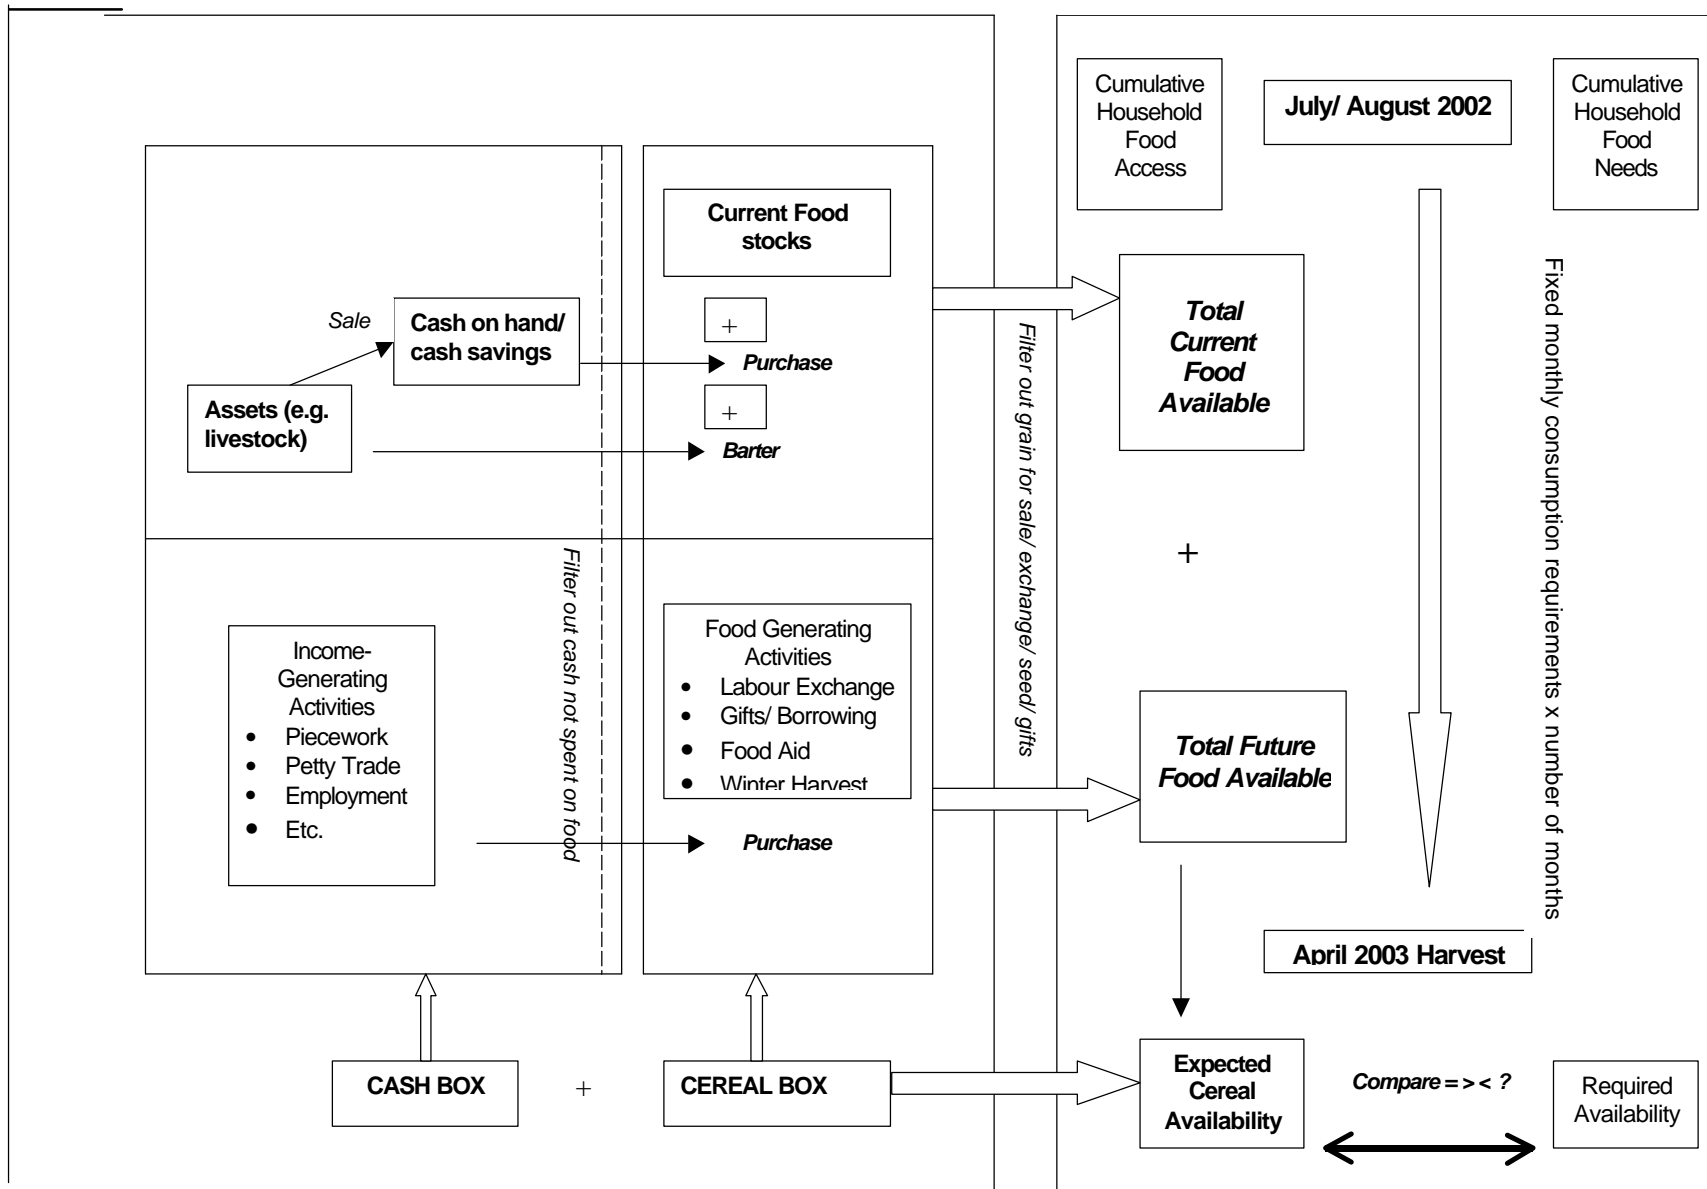 Cumulative
Household
Food
Access
July/ August 2002
Cumulative
Household
Food
Needs
Current Food
stocks
+
Purchase
+
Barter
Sale
Cash on hand/
cash savings
Assets (e.g.
livestock)
Filter out cash not spent on food
Income-
Generating
Activities
• Piecework
• Petty Trade
• Employment
• Etc.
Food Generating
Activities
• Labour Exchange
• Gifts/ Borrowing
• Food Aid
• Winter Harvest
Purchase
Filter out grain for sale/ exchange/ seed/ gifts
Total
Current
Food
Available
+
Total Future
Food Available
Fixed monthly consumption requirements x number of months
April 2003 Harvest
CASH BOX
+
CEREAL BOX
Expected
Cereal
Availability
Compare = > < ?
Required
Availability